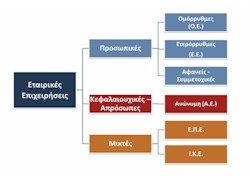 Εταιρικές
Επιχειρήσεις
Προσωπικές
Ομόρρυθμες
(Ο.Ε.)
Ετερόρρυθμες
(Ε.Ε.)
Αφανείς -
Συμμετοχικές
Κεφαλαιουχικές –
Απρόσωπες
Ανώνυμη (Α.Ε.)
Μικτές
Ε.Π.Ε.
Ι.Κ.Ε.